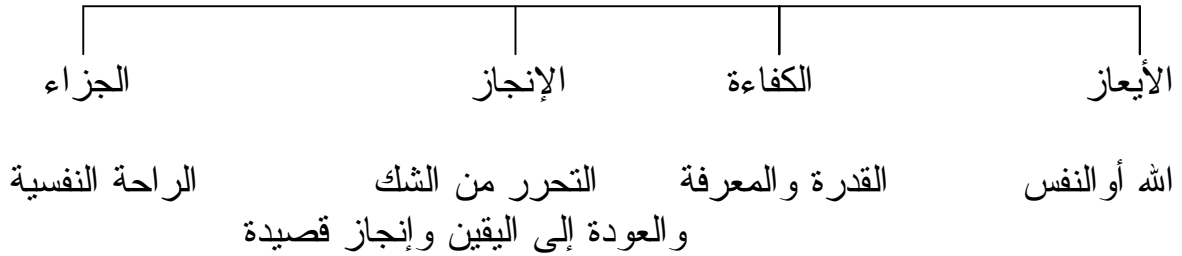 الأيعاز الكفاءة الإنجاز الجزاء
الله أوالنفس القدرة والمعرفة التحرر من الشك الراحة النفسية
والعودة إلى اليقين وإنجاز قصيدة